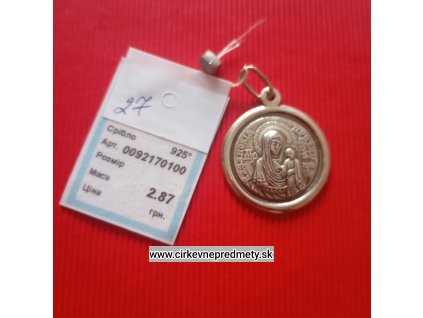 27
Срібло 925°
Арт. 0092170100
Розмір
Маса 2.87
Ціна грн.
www.cirkevnepredmety.sk